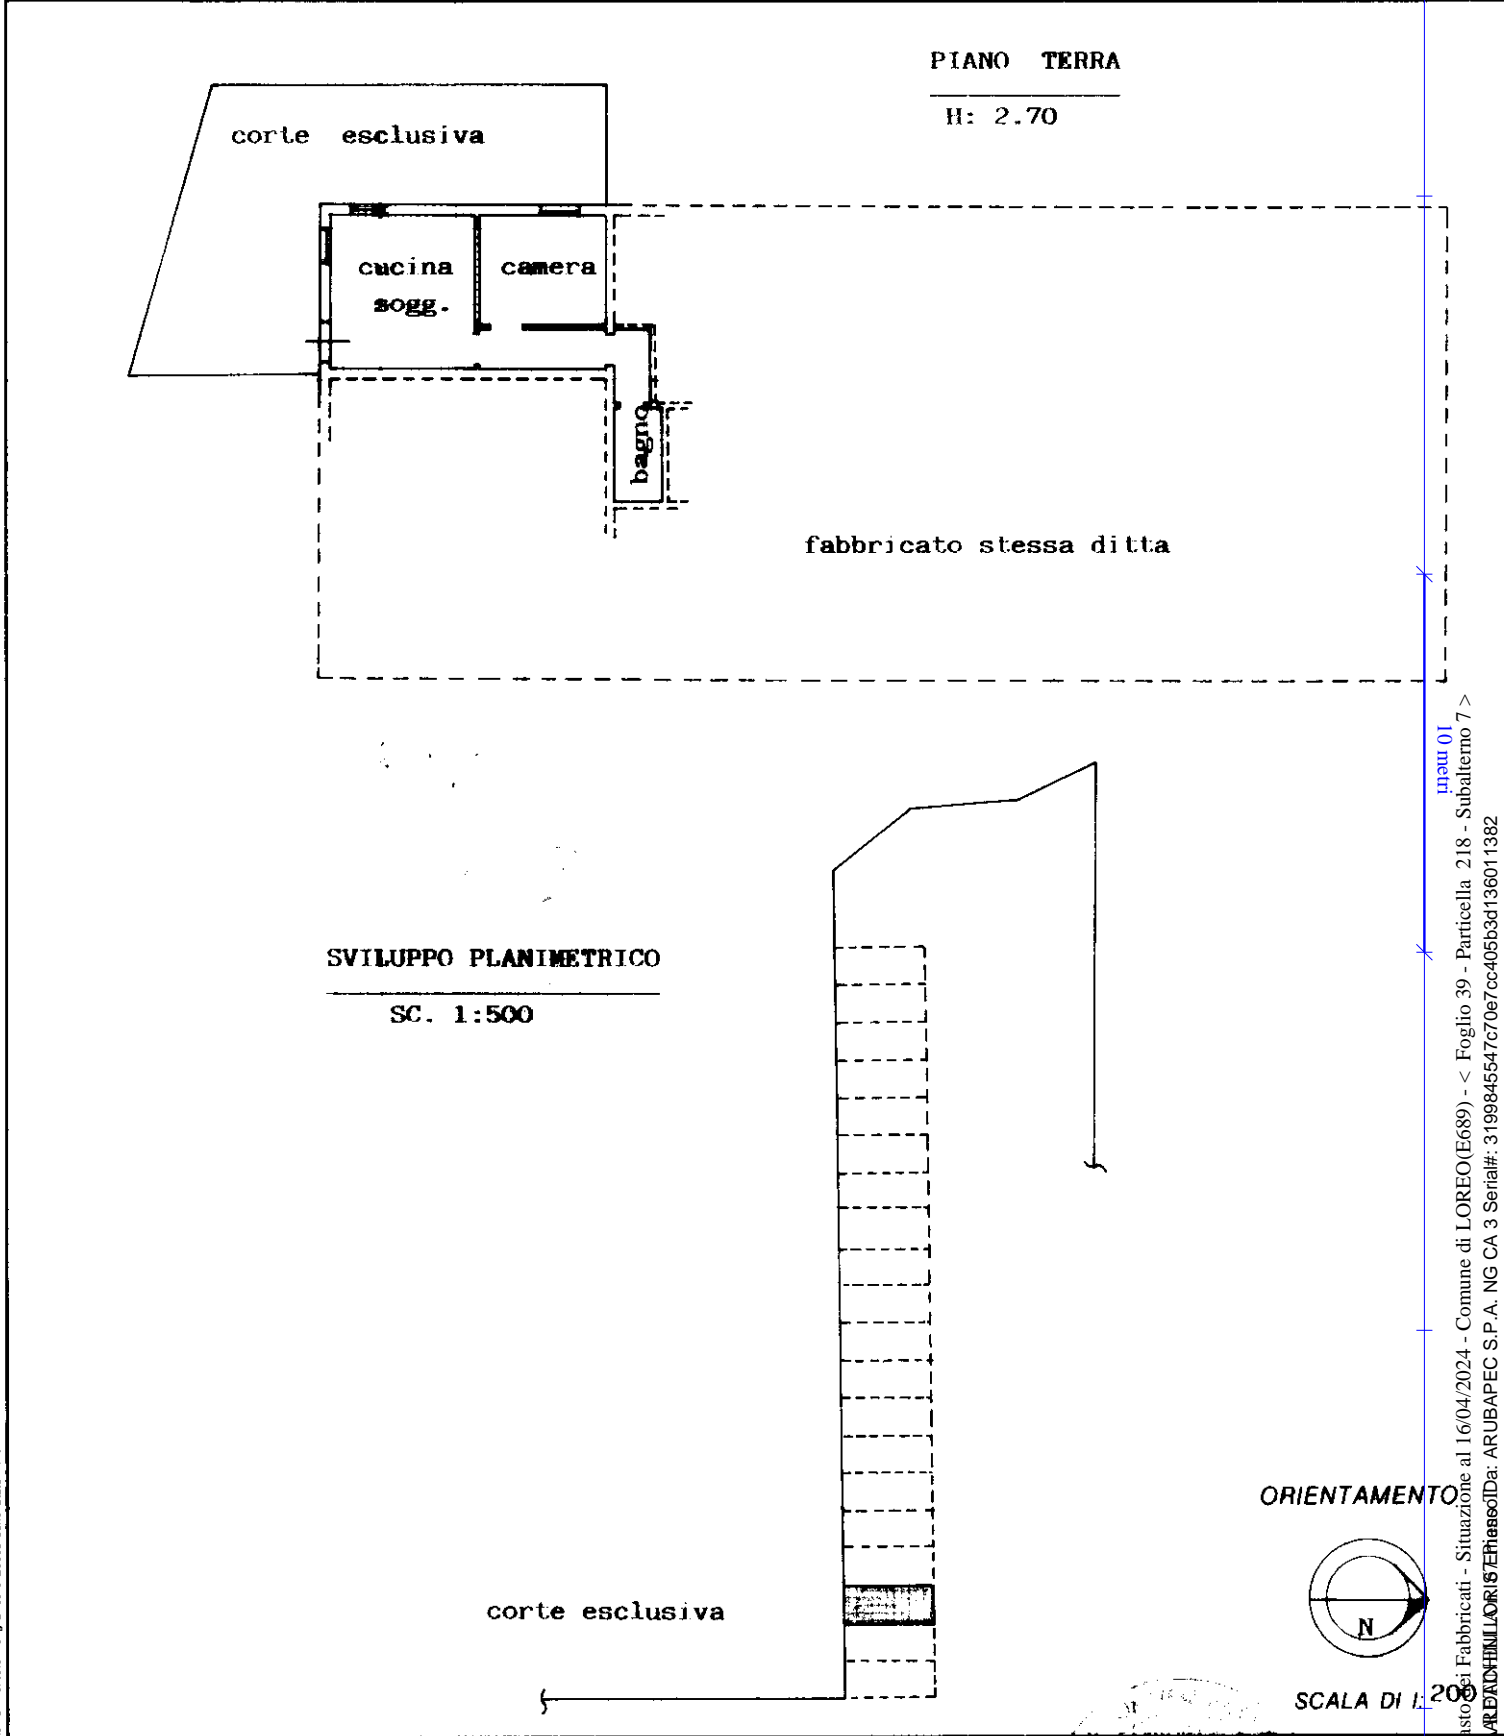 PIANO TERRA
H: 2.70
corte esclusiva
cucina
sogg.
camera
bagno
fabbricato stessa ditta
10 metri
SVILUPPO PLANIMETRICO
SC. 1:500
corte esclusiva
ORIENTAMENTO
N
SCALA DI 1: 200
dei Fabbricati - Situazione al 16/04/2024 - Comune di LOREO(E689) - < Foglio 39 - Particella 218 - Subalterno 7 >
Da: ARUBAPEC S.P.A. NG CA 3 Serial#: 3199845547c70e7cc405b3d136011382